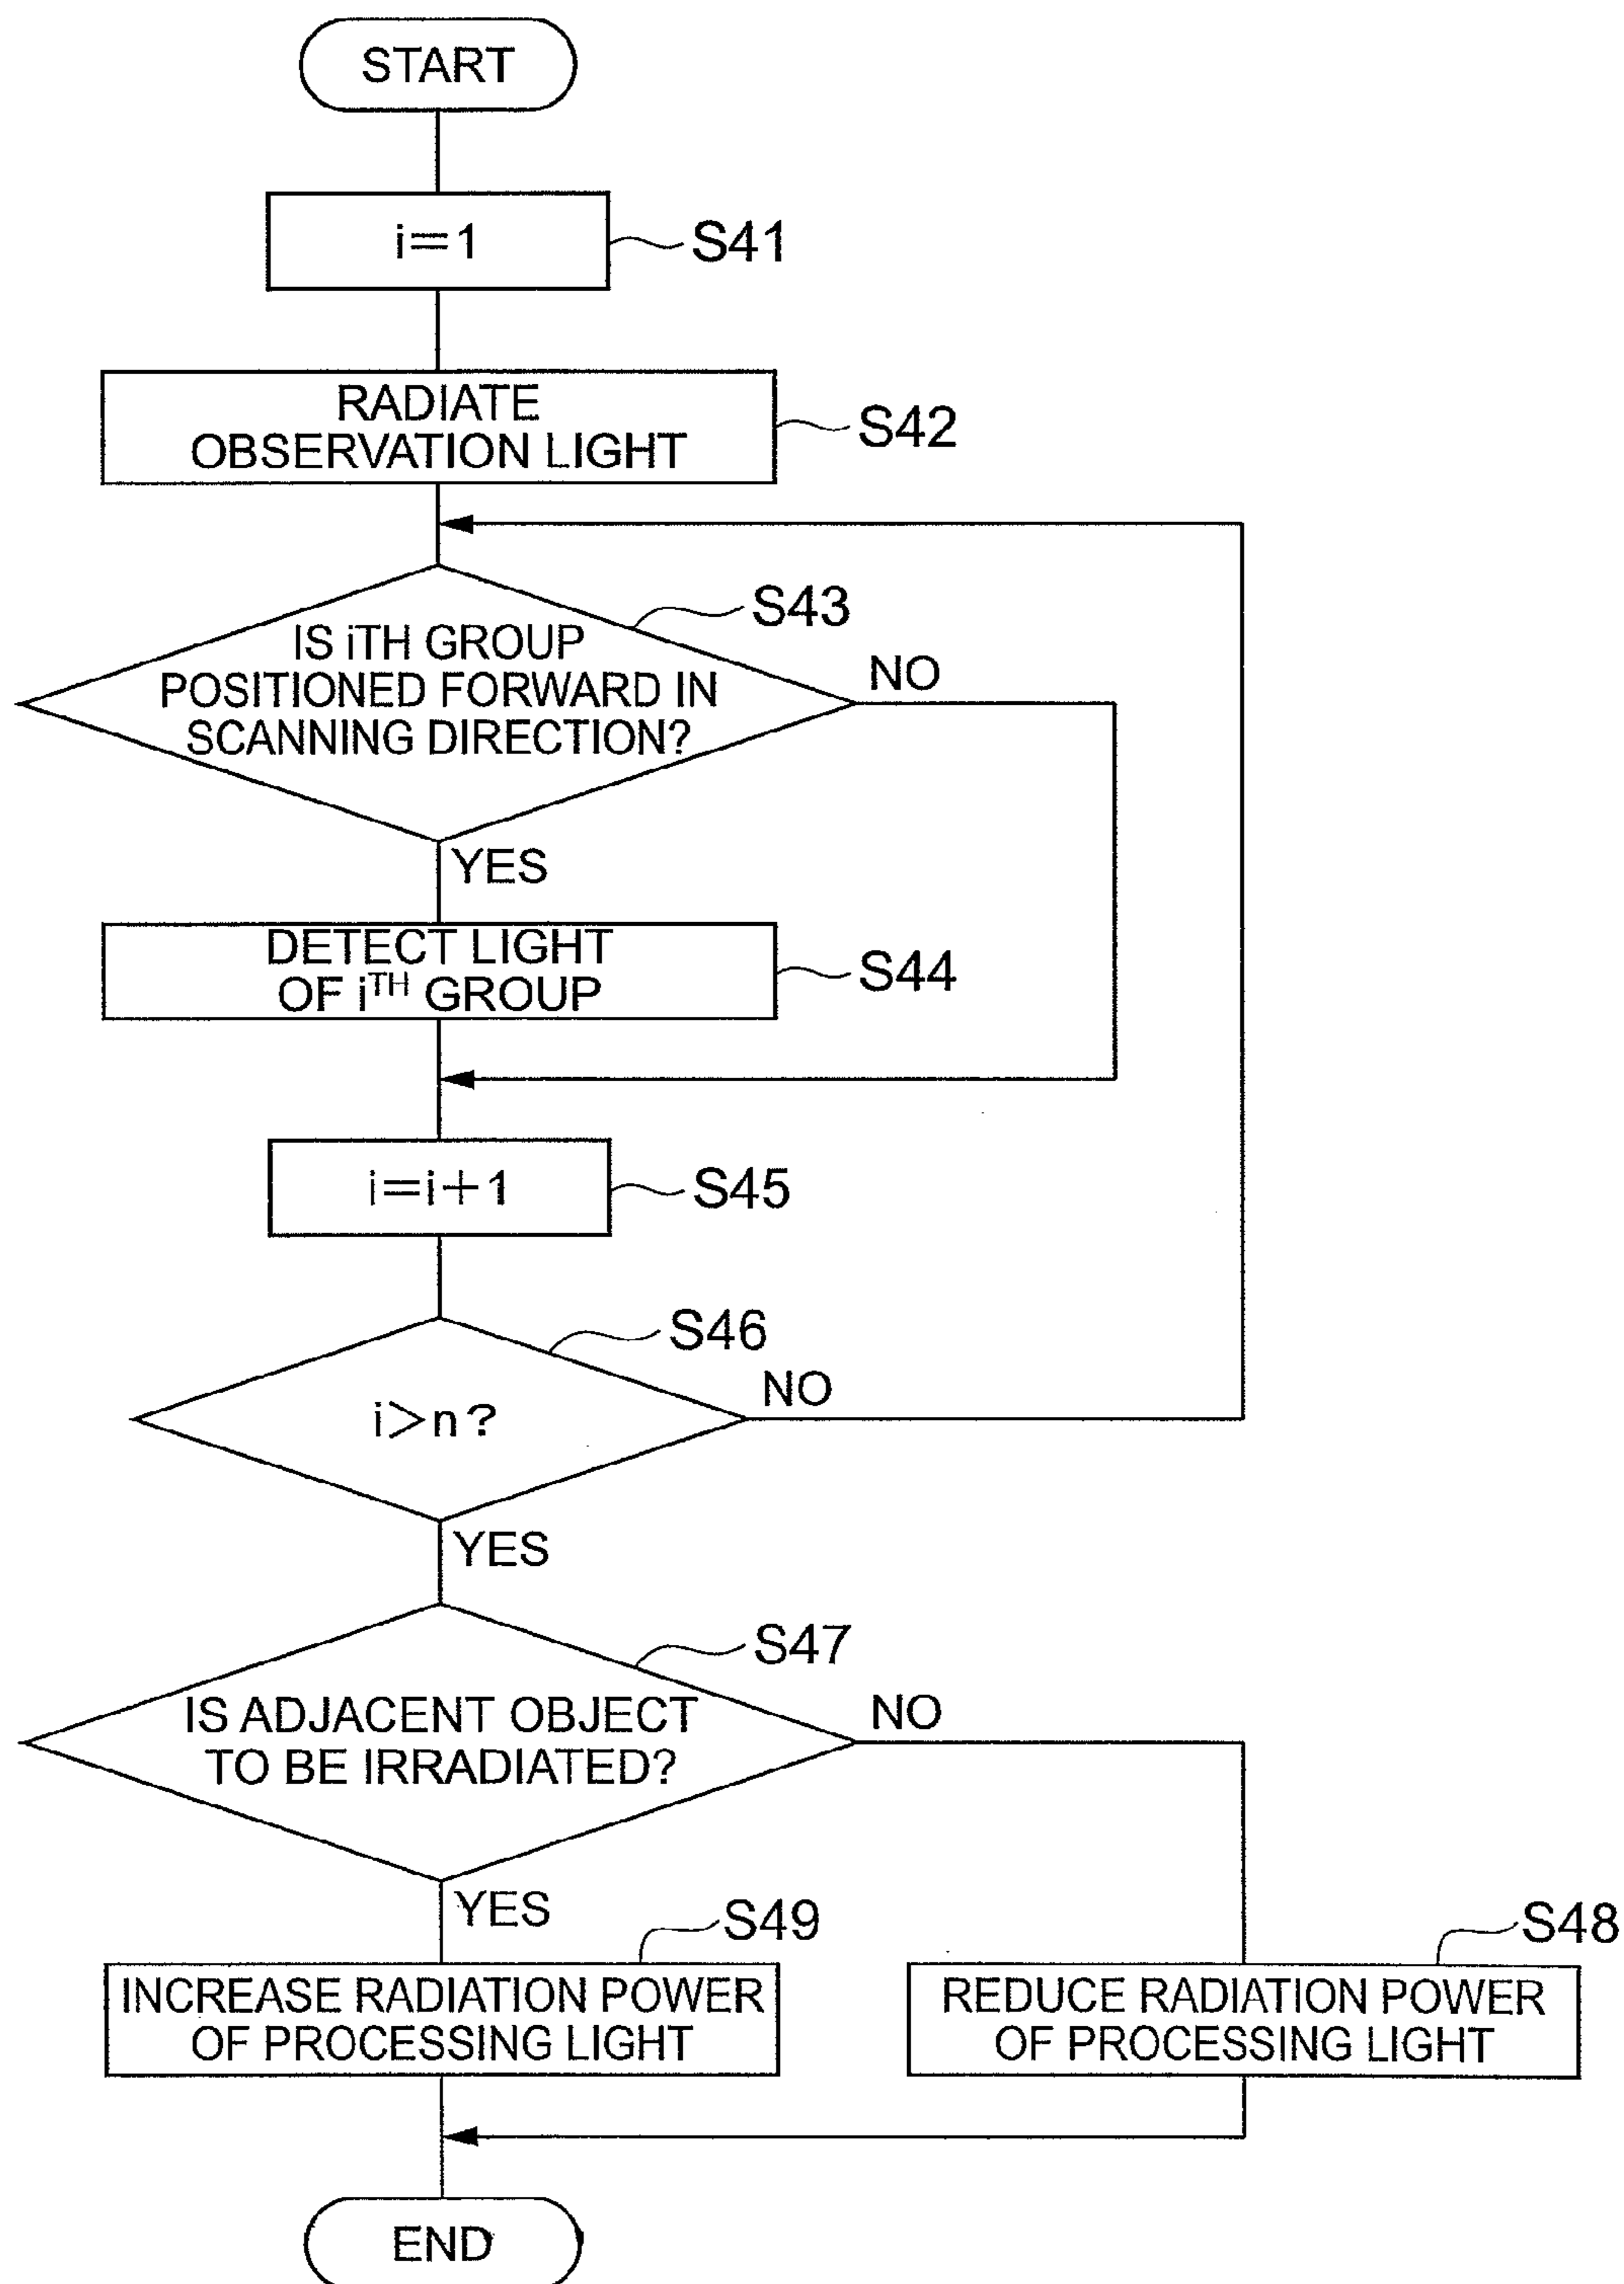 START
i=1
S41
RADIATE
OBSERVATION LIGHT
S42
S43
IS iTH GROUP
POSITIONED FORWARD IN
SCANNING DIRECTION?
NO
YES
DETECT LIGHT
OF iTH GROUP
S44
i=i+1
S45
S46
i>n?
NO
YES
S47
IS ADJACENT OBJECT
TO BE IRRADIATED?
NO
YES
S49
INCREASE RADIATION POWER
OF PROCESSING LIGHT
S48
REDUCE RADIATION POWER
OF PROCESSING LIGHT
END